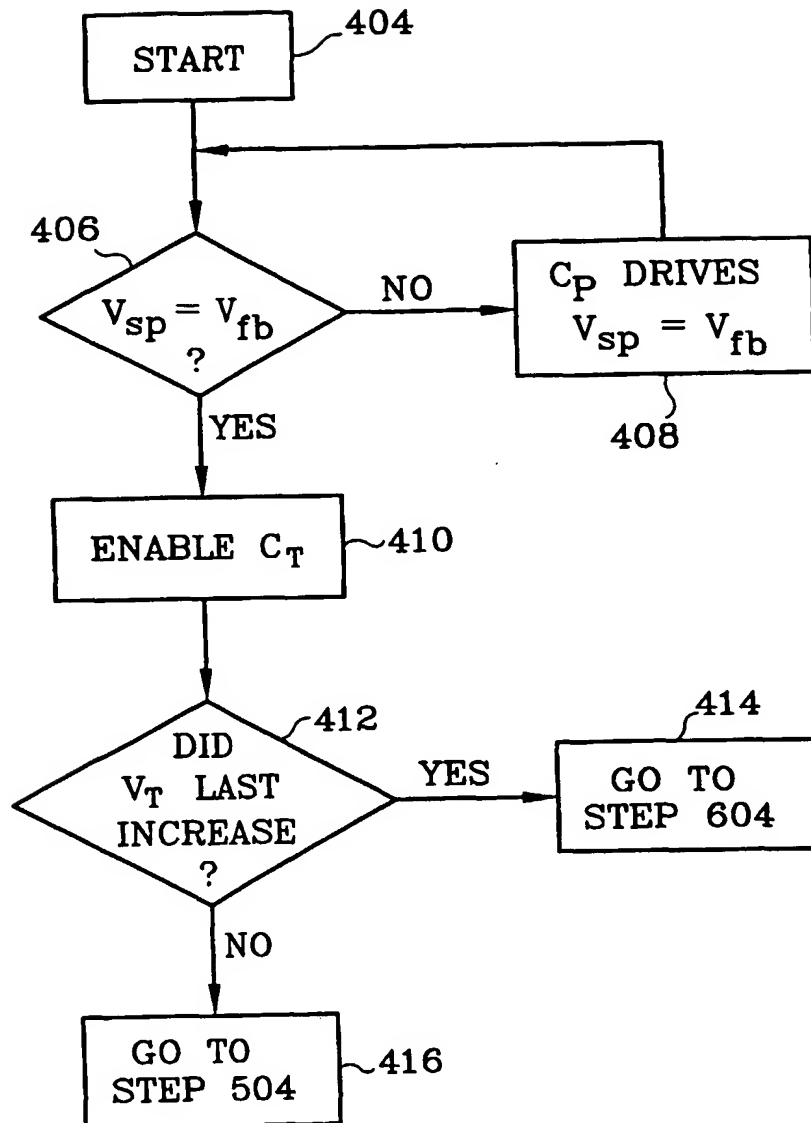 404
START
406
V_sp = V_fb
?
NO
C_P DRIVES
V_sp = V_fb
408
YES
ENABLE C_T
410
412
DID
V_T LAST
INCREASE
?
YES
414
GO TO
STEP 604
NO
GO TO
STEP 504
416